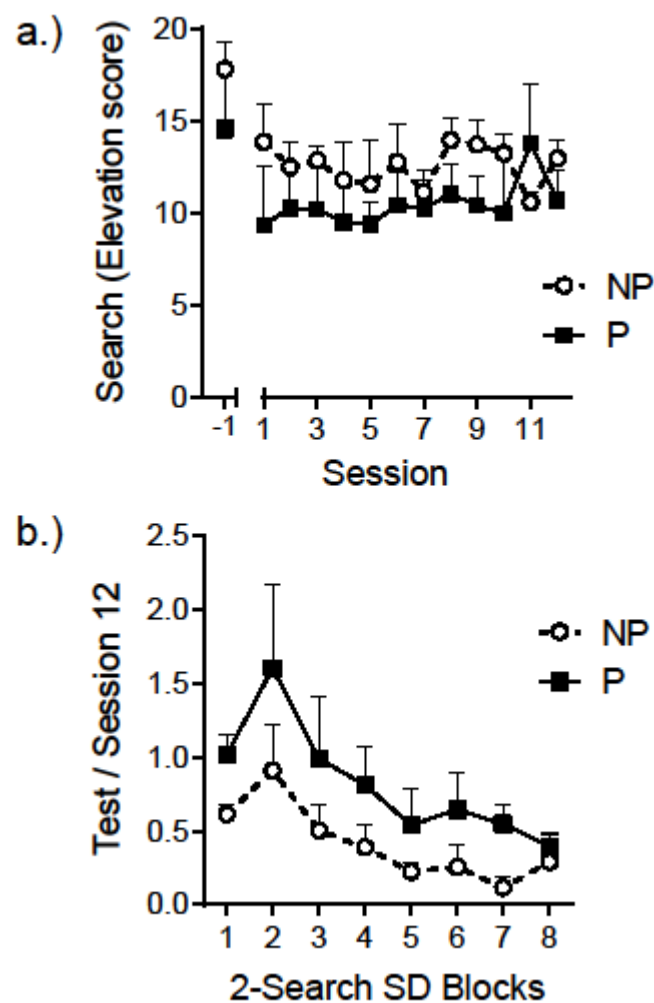 a.)
Search (Elevation score)
20
15
10
5
0
-1 1 3 5 7 9 11
Session
NP
P
b.)
Test / Session 12
2.5
2.0
1.5
1.0
0.5
0.0
1 2 3 4 5 6 7 8
2-Search SD Blocks
NP
P